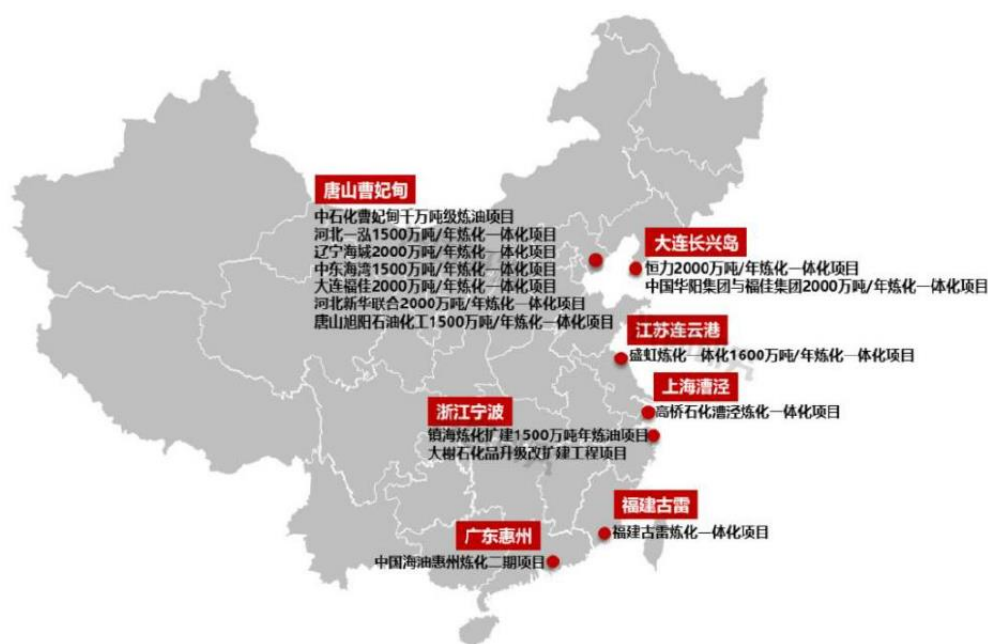 唐山曹妃甸
中石化曹妃甸千万吨级炼油项目
河北一泓1500万吨/年炼化一体化项目
辽宁海城2000万吨/年炼化一体化项目
中东海湾1500万吨/年炼化一体化项目
大连福佳2000万吨/年炼化一体化项目
河北新华联合2000万吨/年炼化一体化项目
唐山旭阳石油化工1500万吨/年炼化一体化项目
大连长兴岛
恒力2000万吨/年炼化一体化项目
中国华阳集团与福佳集团2000万吨/年炼化一体化项目
江苏连云港
盛虹炼化一体化1600万吨/年炼化一体化项目
上海漕泾
高桥石化漕泾炼化一体化项目
浙江宁波
镇海炼化扩建1500万吨年炼油项目
大榭石化品升级改扩建工程项目
福建古雷
福建古雷炼化一体化项目
广东惠州
中国海油惠州炼化二期项目